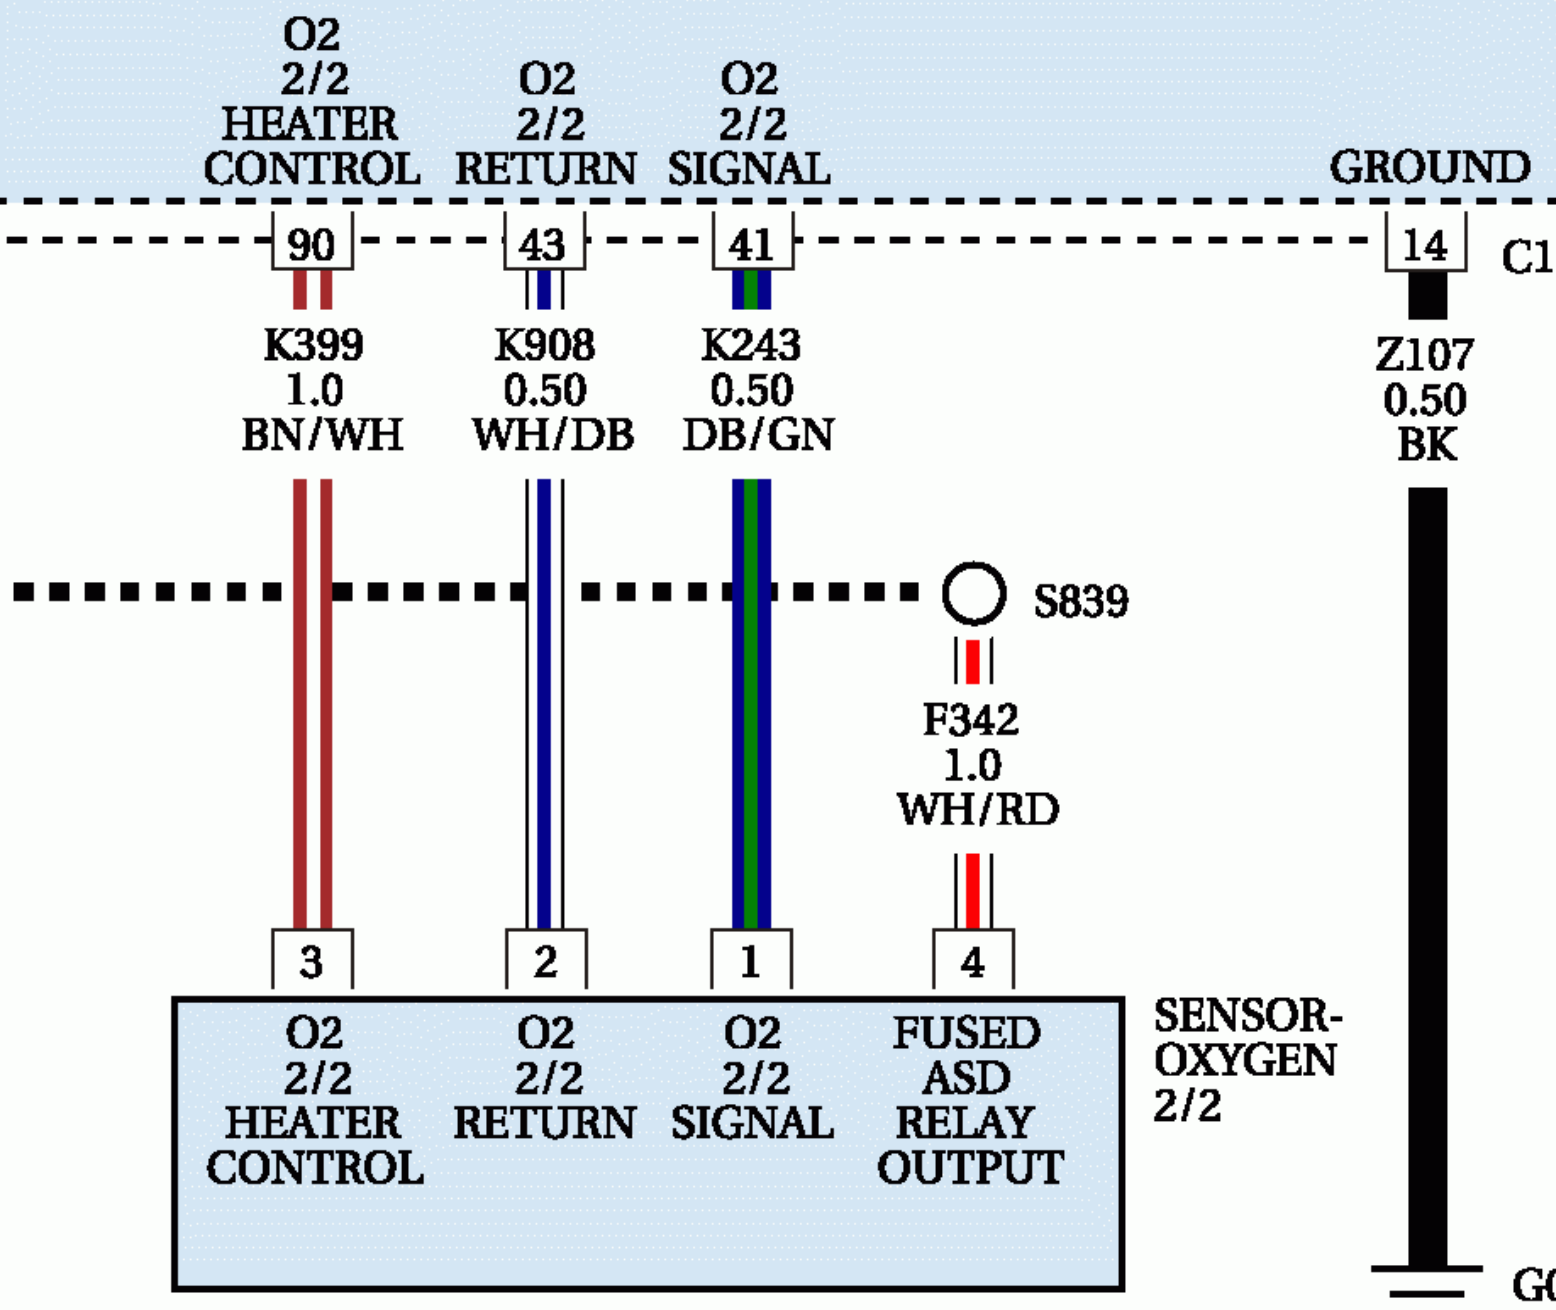 O2
2/2
HEATER
CONTROL
O2
2/2
RETURN
O2
2/2
SIGNAL
GROUND
90
43
41
14
C1
K399
1.0
BN/WH
K908
0.50
WH/DB
K243
0.50
DB/GN
Z107
0.50
BK
S839
F342
1.0
WH/RD
3
2
1
4
O2
2/2
HEATER
CONTROL
O2
2/2
RETURN
O2
2/2
SIGNAL
FUSED
ASD
RELAY
OUTPUT
SENSOR-
OXYGEN
2/2